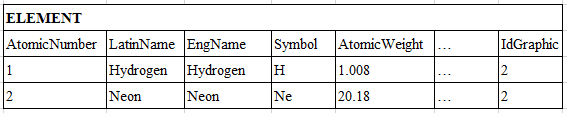 ELEMENT
AtomicNumber LatinName EngName Symbol AtomicWeight … IdGraphic
1 Hydrogen Hydrogen H 1.008 … 2
2 Neon Neon Ne 20.18 … 2